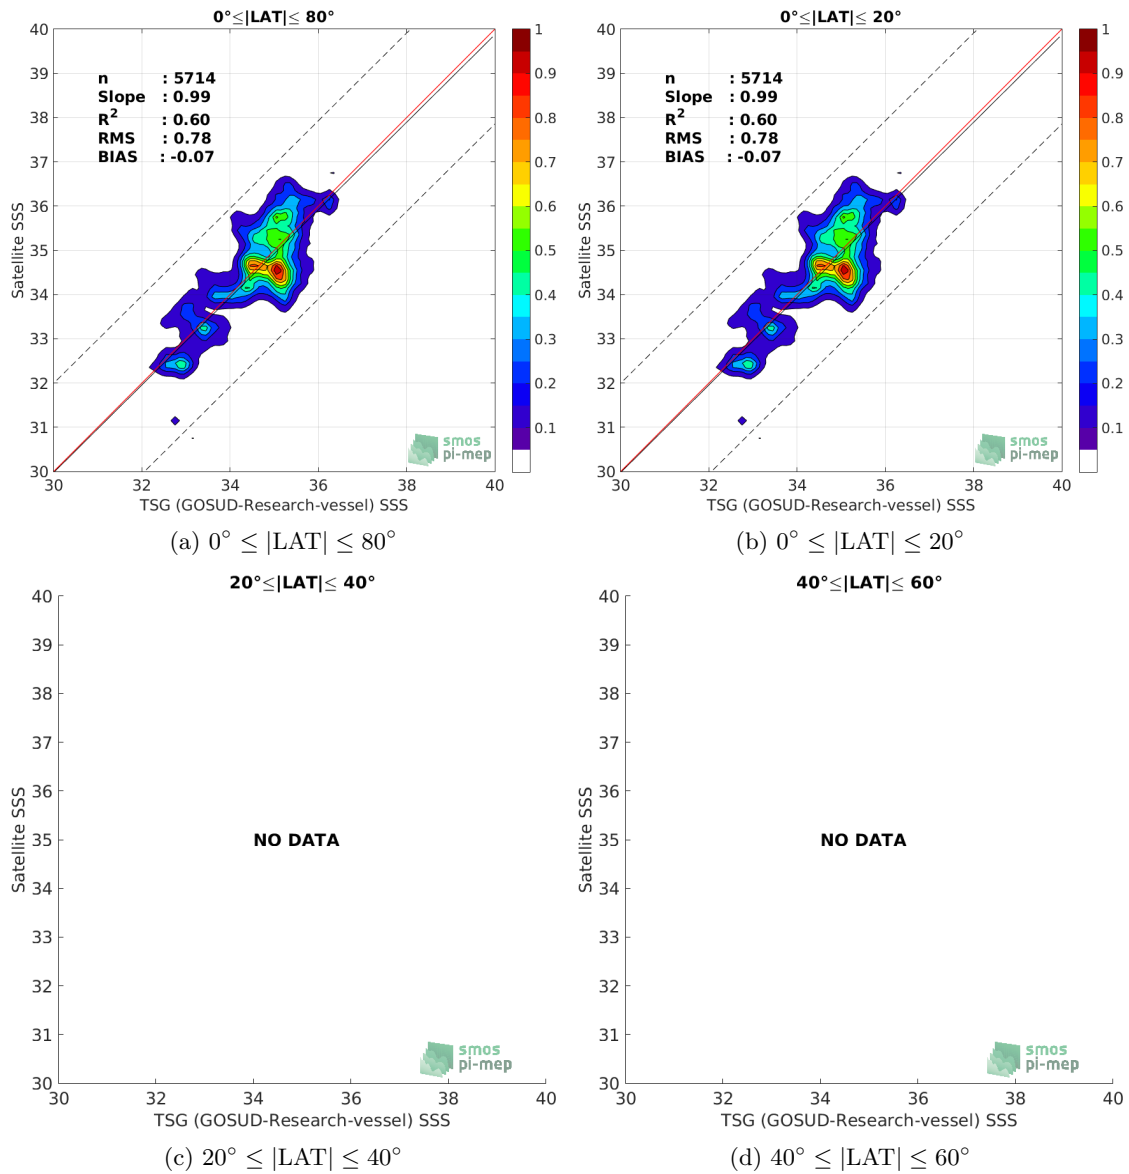 0°≤|LAT|≤ 80°
40
39
38
37
36
35
34
33
32
31
30
Satellite SSS
n : 5714
Slope : 0.99
R2 : 0.60
RMS : 0.78
BIAS : -0.07
1
0.9
0.8
0.7
0.6
0.5
0.4
0.3
0.2
0.1
smos
pi-mep
30 32 34 36 38 40
TSG (GOSUD-Research-vessel) SSS
(a) 0° ≤ |LAT| ≤ 80°
0°≤|LAT|≤ 20°
40
39
38
37
36
35
34
33
32
31
30
Satellite SSS
n : 5714
Slope : 0.99
R2 : 0.60
RMS : 0.78
BIAS : -0.07
1
0.9
0.8
0.7
0.6
0.5
0.4
0.3
0.2
0.1
smos
pi-mep
30 32 34 36 38 40
TSG (GOSUD-Research-vessel) SSS
(b) 0° ≤ |LAT| ≤ 20°
20°≤|LAT|≤ 40°
40
39
38
37
36
35
34
33
32
31
30
Satellite SSS
NO DATA
smos
pi-mep
30 32 34 36 38 40
TSG (GOSUD-Research-vessel) SSS
(c) 20° ≤ |LAT| ≤ 40°
40°≤|LAT|≤ 60°
40
39
38
37
36
35
34
33
32
31
30
Satellite SSS
NO DATA
smos
pi-mep
30 32 34 36 38 40
TSG (GOSUD-Research-vessel) SSS
(d) 40° ≤ |LAT| ≤ 60°